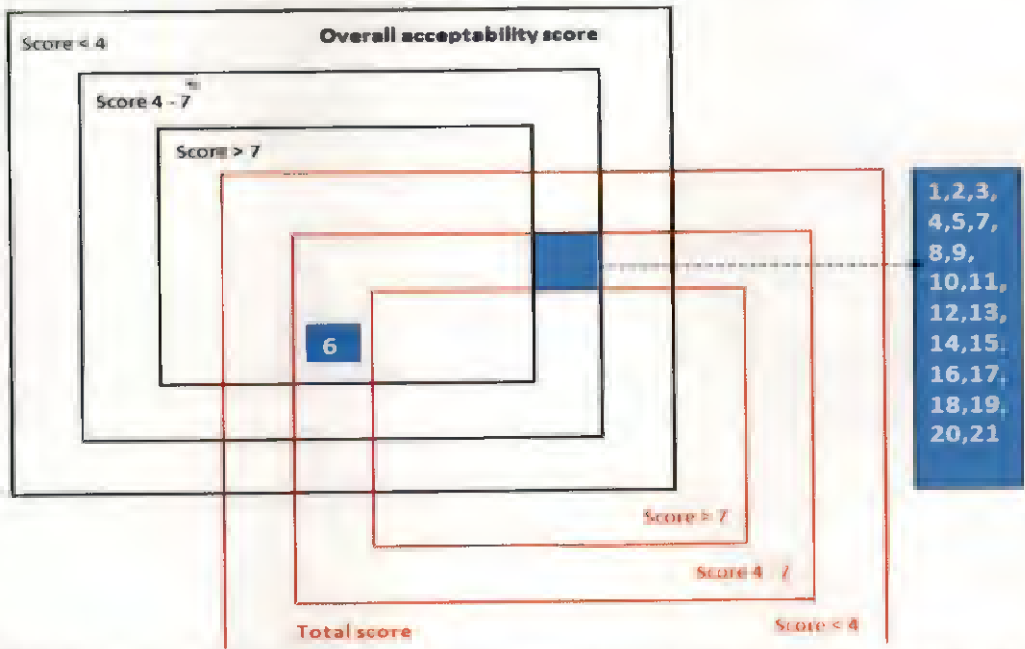 Overall acceptability score
Score < 4
Score 4 - 7
Score > 7
1,2,3,
4,5,7,
8,9,
10,11,
12,13,
14,15,
16,17,
18,19,
20,21
6
Score > 7
Score 4 - 7
Score < 4
Total score